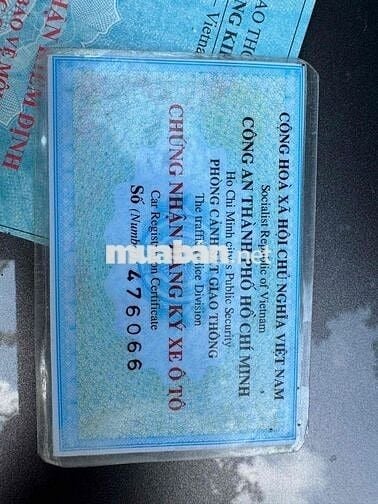 CỘNG HOÀ XÃ HỘI CHỦ NGHĨA VIỆT NAM
Socialist Republic of Vietnam
CÔNG AN THÀNH PHỐ HỒ CHÍ MINH
Ho Chi Minh city's Public Security
PHÒNG CẢNH SÁT GIAO THÔNG
The traffic Police Division
CHỨNG NHẬN ĐĂNG KÝ XE Ô TÔ
Car Registration Certificate
Số (Number) 476066
muaban.net